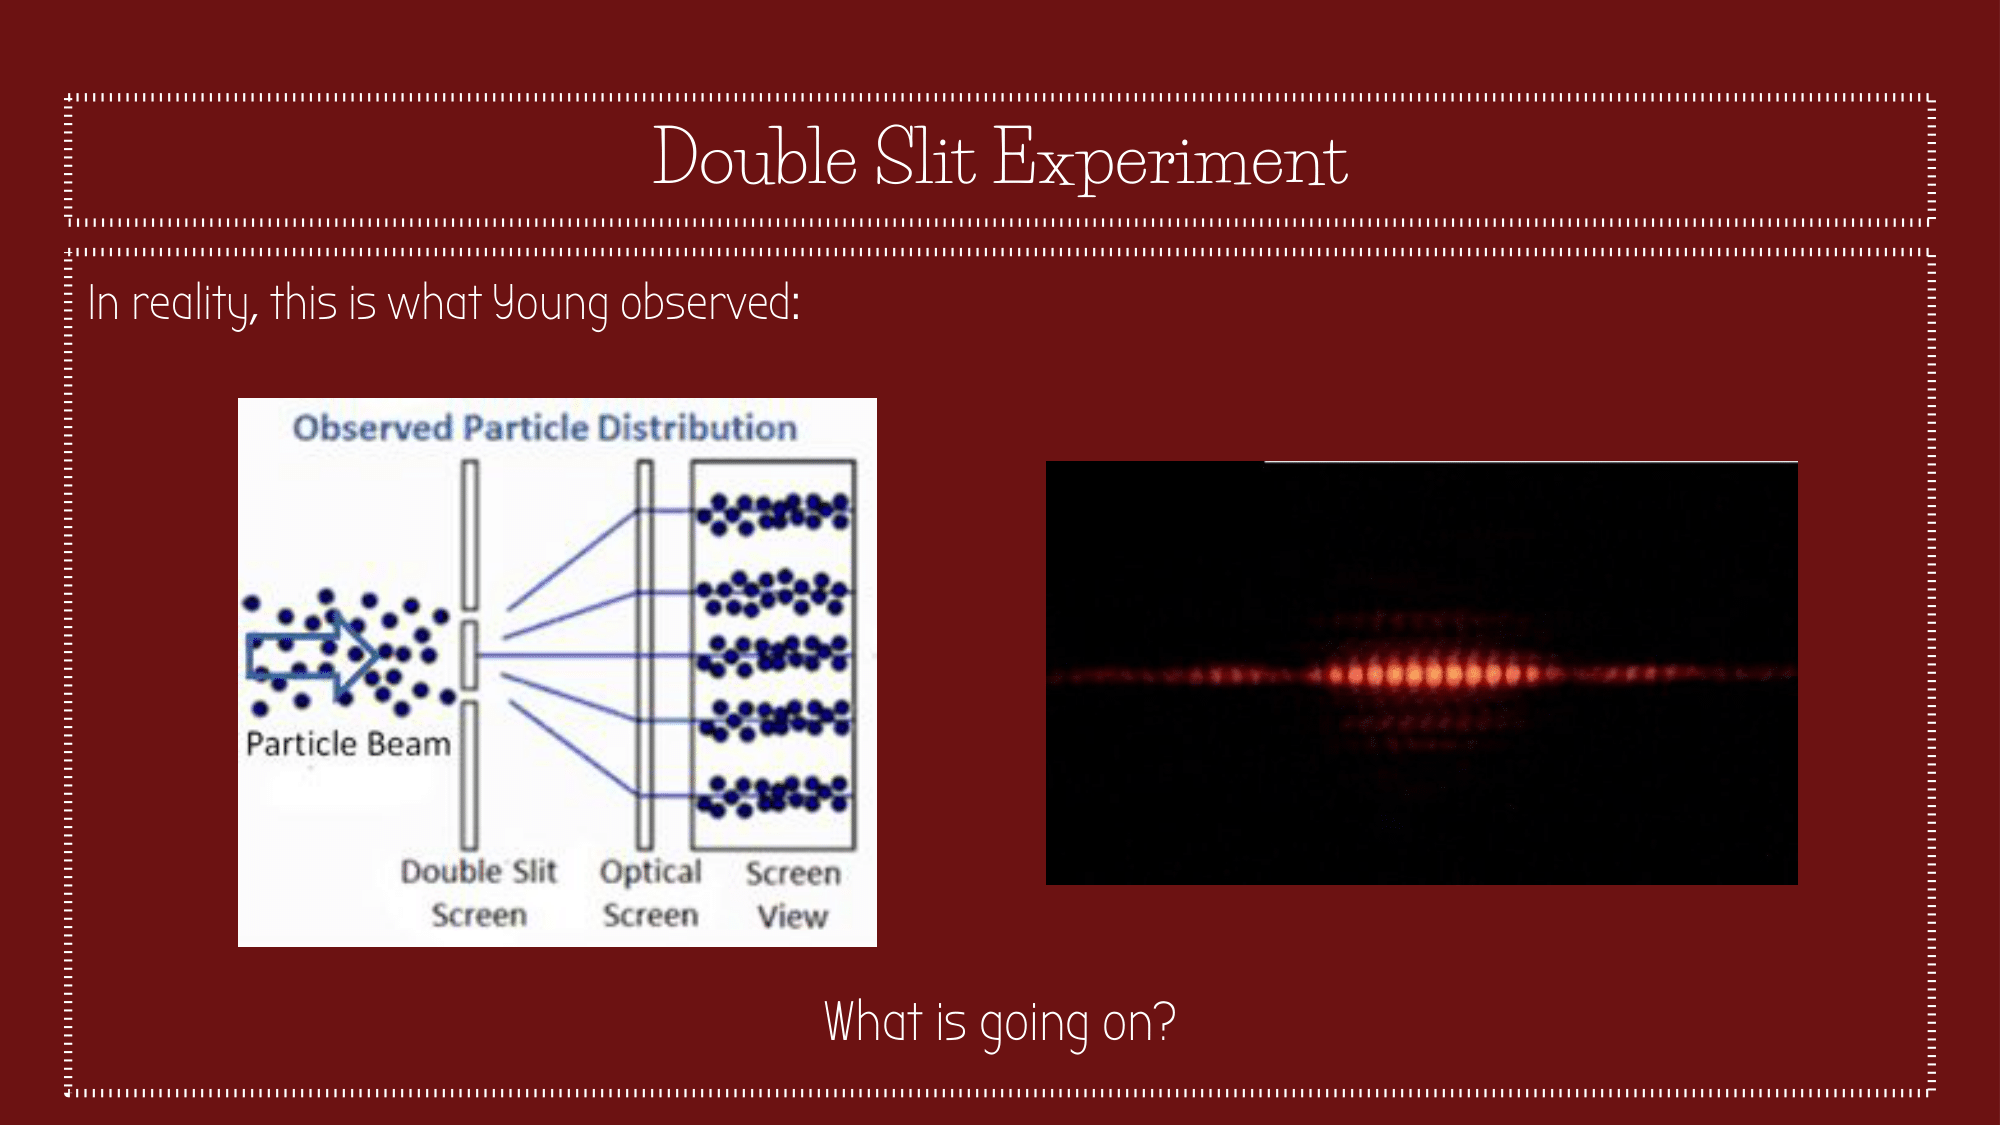 Double Slit Experiment
In reality, this is what Young observed:
Observed Particle Distribution
Particle Beam
Double Slit
Screen
Optical
Screen
Screen
View
What is going on?